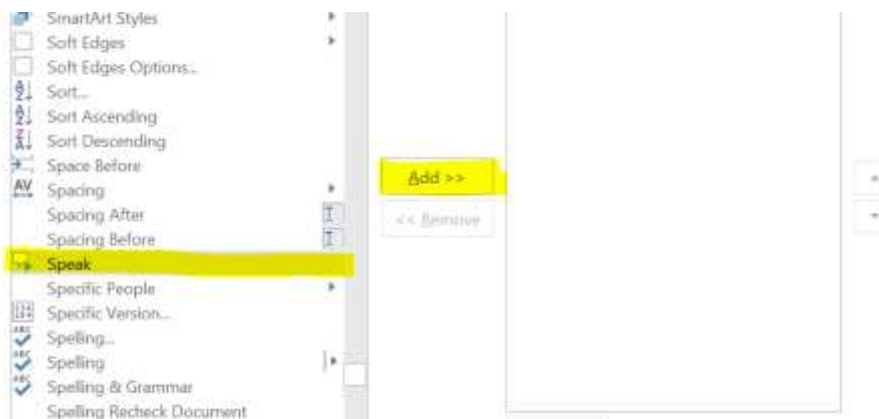 SmartArt Styles
Soft Edges
Soft Edges Options...
Sort...
Sort Ascending
Sort Descending
Space Before
Spacing
Spacing After
Spacing Before
Speak
Specific People
Specific Version...
Spelling...
Spelling
Spelling & Grammar
Spelling Recheck Document
Add >>
<< Remove